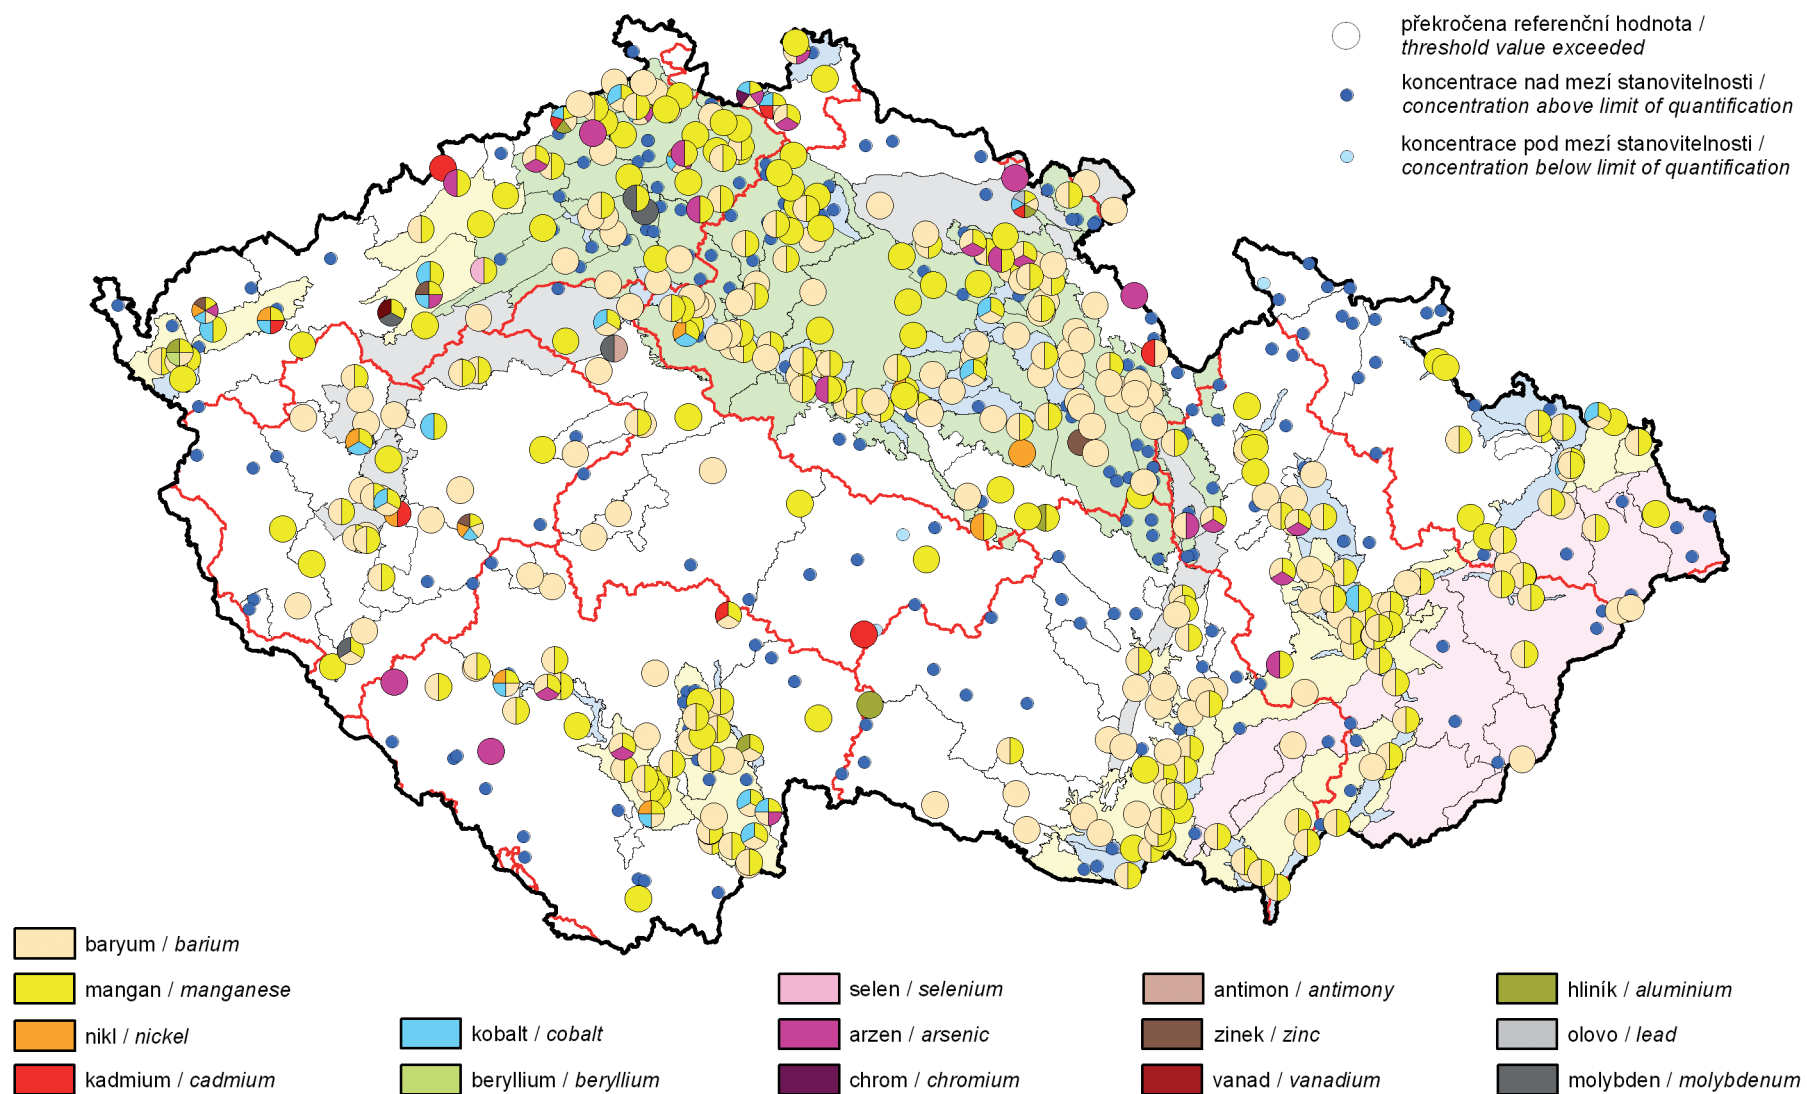 překročena referenční hodnota /
threshold value exceeded
koncentrace nad mezí stanovitelnosti /
concentration above limit of quantification
koncentrace pod mezí stanovitelnosti /
concentration below limit of quantification
baryum / barium
mangan / manganese
nikl / nickel
kadmium / cadmium
kobalt / cobalt
beryllium / beryllium
selen / selenium
arzen / arsenic
chrom / chromium
antimon / antimony
zinek / zinc
vanad / vanadium
hliník / aluminium
olovo / lead
molybden / molybdenum